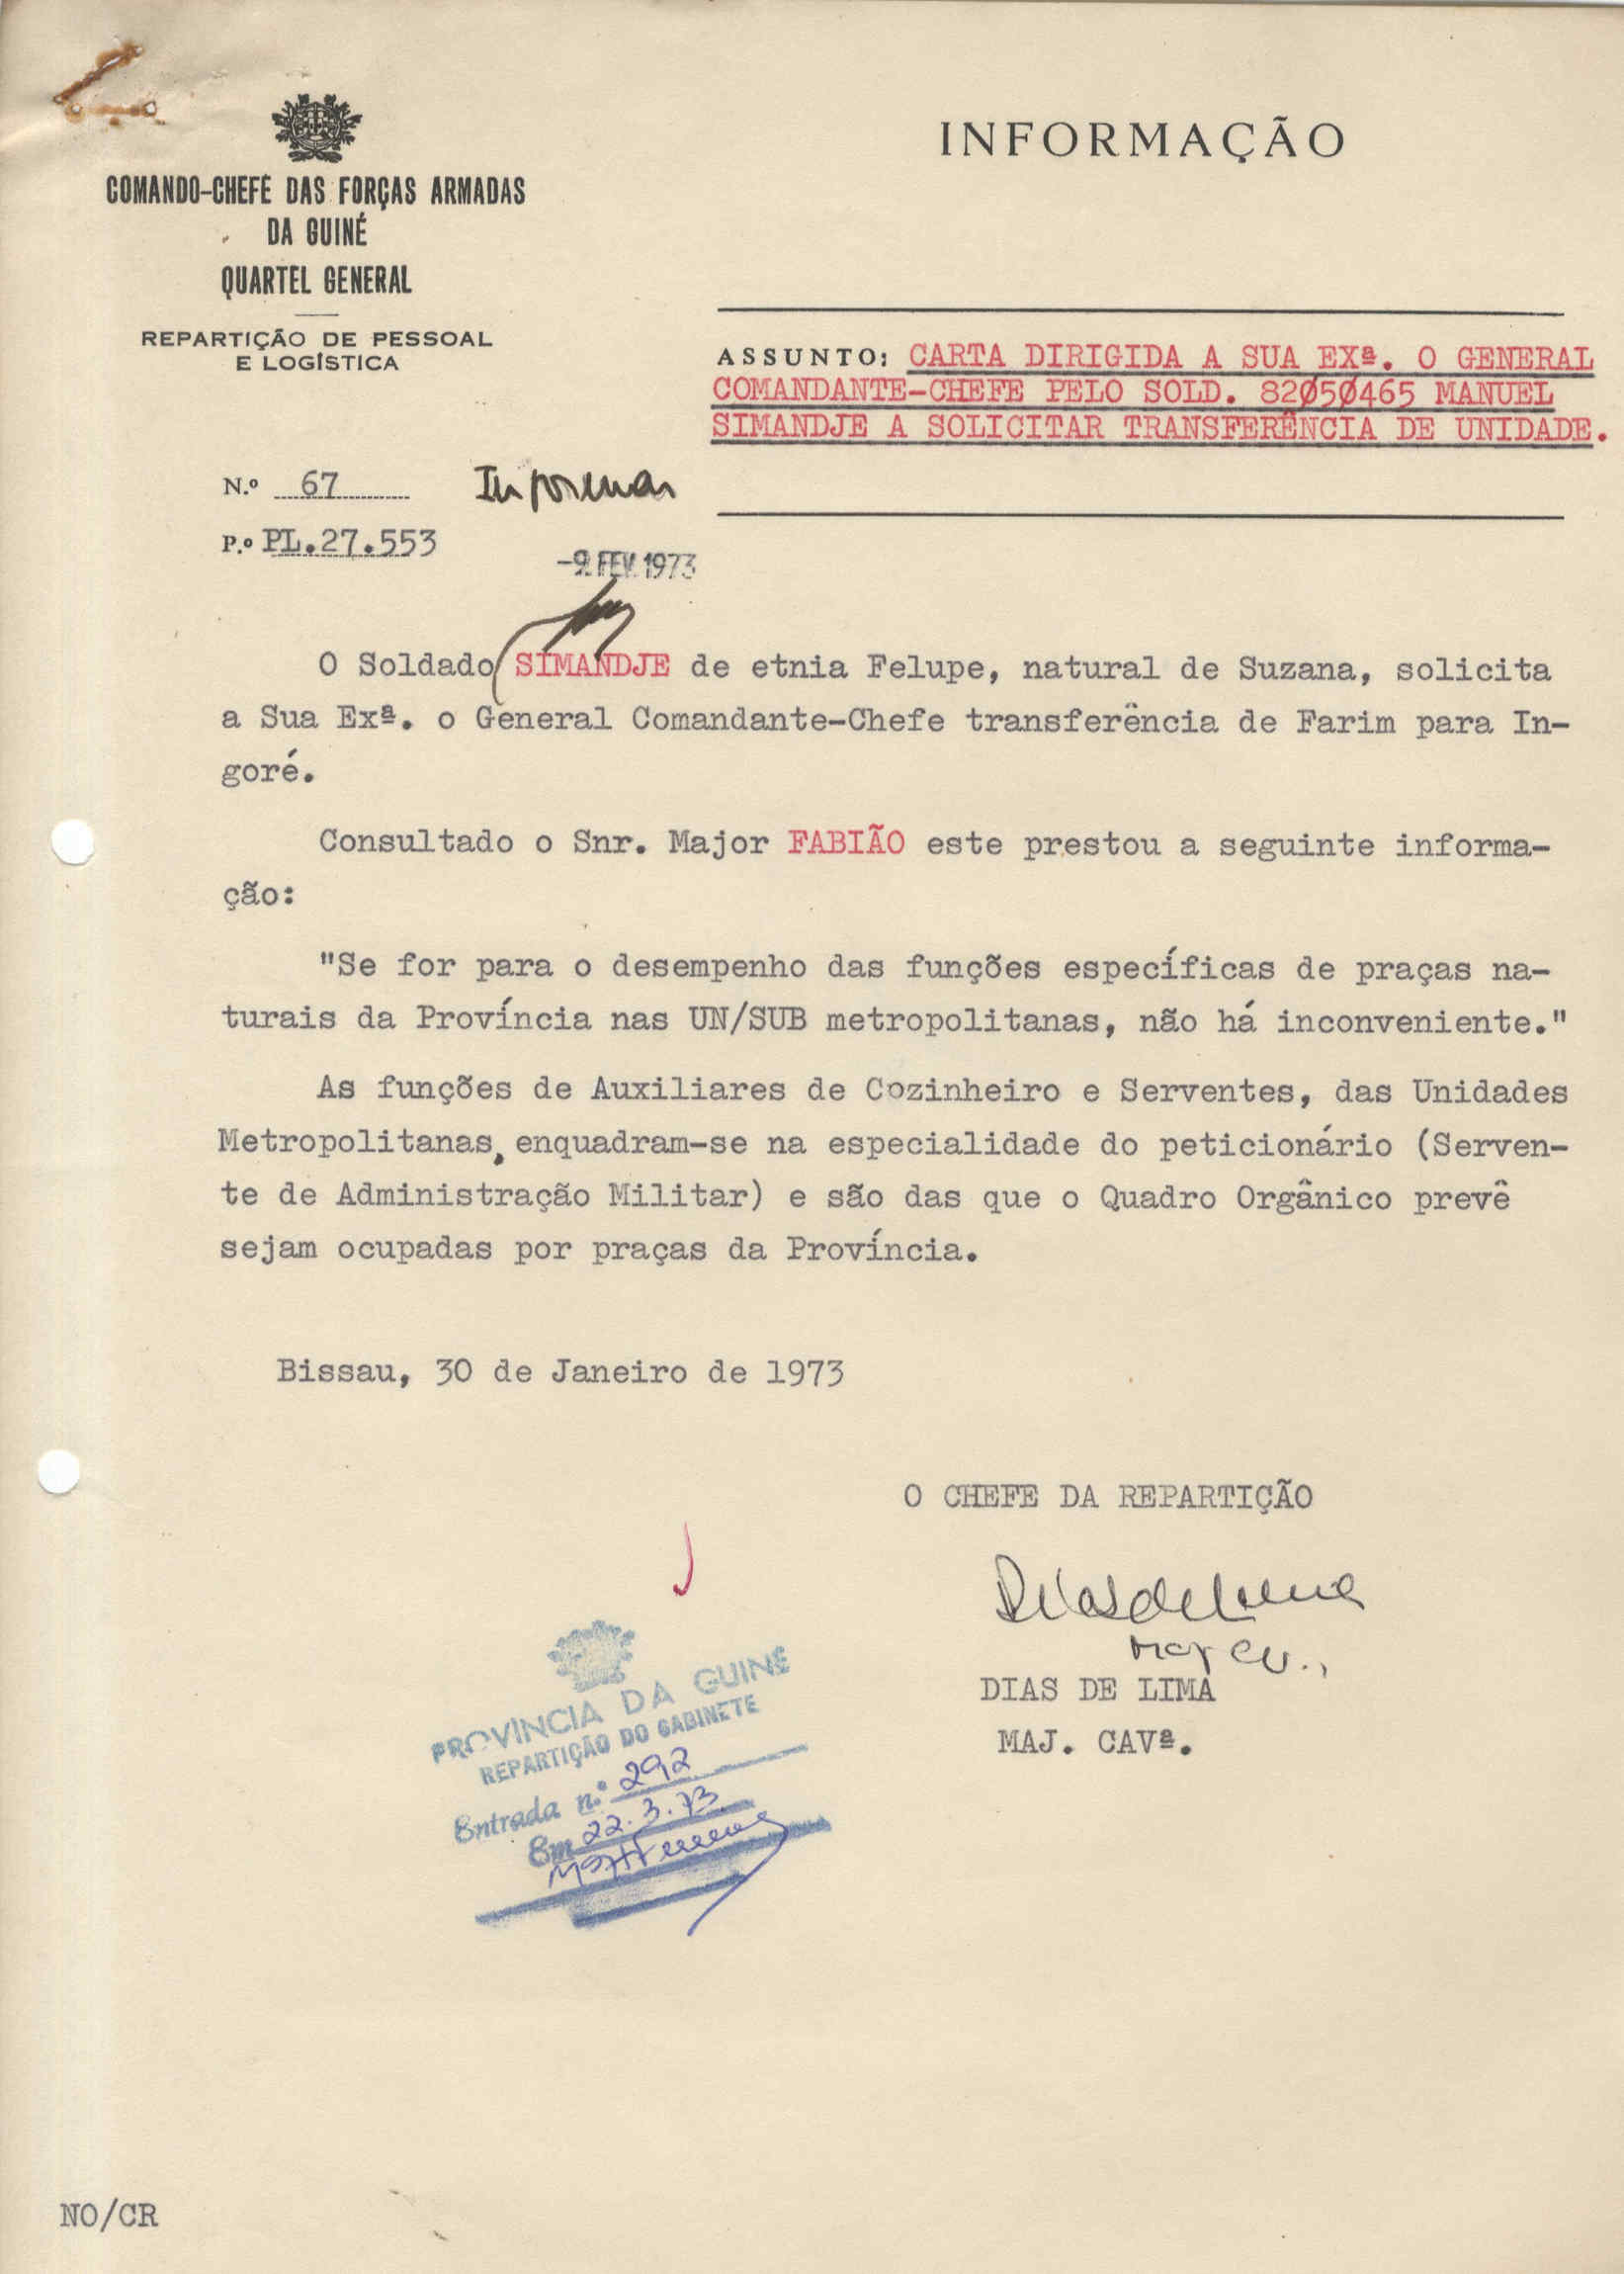 INFORMAÇÃO
COMANDO-CHEFE DAS FORÇAS ARMADAS
DA GUINÉ
QUARTEL GENERAL
REPARTIÇÃO DE PESSOAL
E LOGÍSTICA
ASSUNTO: CARTA DIRIGIDA A SUA EXª. O GENERAL
COMANDANTE-CHEFE PELO SOLD. 82050465 MANUEL
SIMANDJE A SOLICITAR TRANSFERÊNCIA DE UNIDADE.
N.º 67
Informar
P.º PL.27.553
-9. FEV. 1973
O Soldado SIMANDJE de etnia Felupe, natural de Suzana, solicita
a Sua Exª. o General Comandante-Chefe transferência de Farim para In-
goré.
Consultado o Snr. Major FABIÃO este prestou a seguinte informa-
ção:
"Se for para o desempenho das funções específicas de praças na-
turais da Província nas UN/SUB metropolitanas, não há inconveniente."
As funções de Auxiliares de Cozinheiro e Serventes, das Unidades
Metropolitanas, enquadram-se na especialidade do peticionário (Serven-
te de Administração Militar) e são das que o Quadro Orgânico prevê
sejam ocupadas por praças da Província.
Bissau, 30 de Janeiro de 1973
O CHEFE DA REPARTIÇÃO
Dias de Lima
DIAS DE LIMA
MAJ. CAVª.
PROVÍNCIA DA GUINÉ
REPARTIÇÃO DO GABINETE
Entrada n.º 292
Em 22.3.73
NO/CR